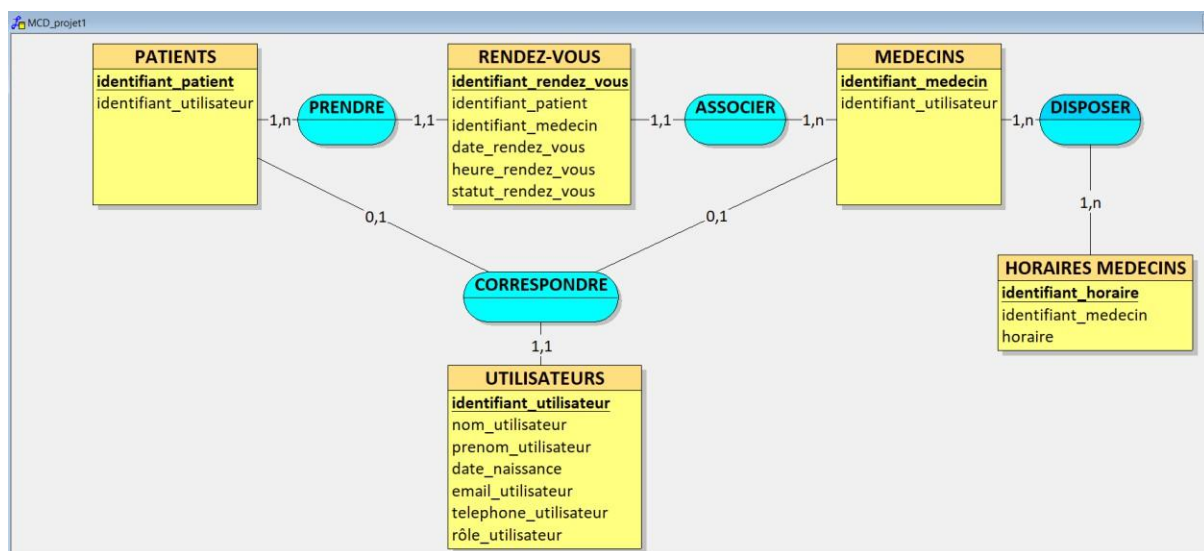 MCD_projet1
PATIENTS
identifiant_patient
identifiant_utilisateur
1,n
PRENDRE
1,1
RENDEZ-VOUS
identifiant_rendez_vous
identifiant_patient
identifiant_medecin
date_rendez_vous
heure_rendez_vous
statut_rendez_vous
1,1
ASSOCIER
1,n
MEDECINS
identifiant_medecin
identifiant_utilisateur
1,n
DISPOSER
1,n
0,1
0,1
HORAIRES MEDECINS
identifiant_horaire
identifiant_medecin
horaire
CORRESPONDRE
1,1
UTILISATEURS
identifiant_utilisateur
nom_utilisateur
prenom_utilisateur
date_naissance
email_utilisateur
telephone_utilisateur
rôle_utilisateur